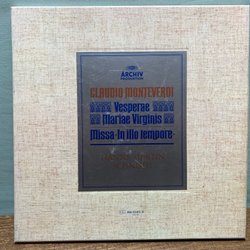 ARCHIV
PRODUKTION
CLAUDIO MONTEVERDI
Vesperae
Mariae Virginis
Missa·In illo tempore·